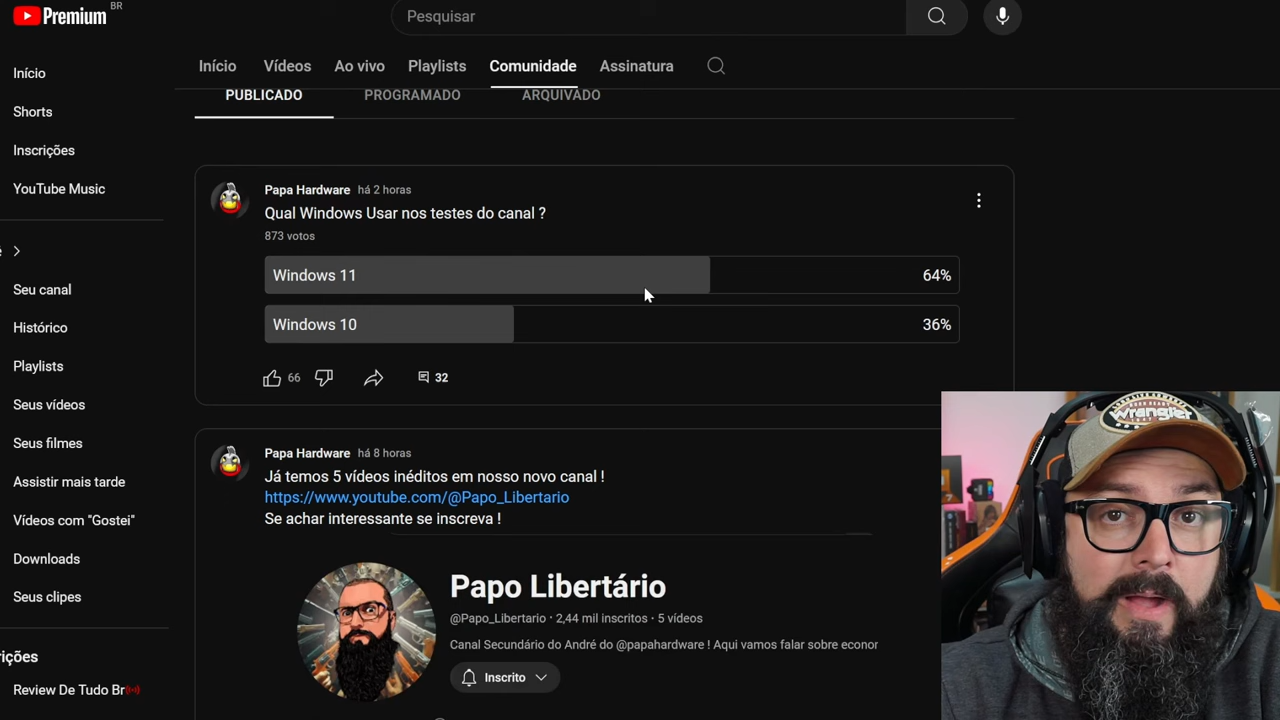 Premium BR
Pesquisar
Início
Vídeos
Ao vivo
Playlists
Comunidade
Assinatura
PUBLICADO
PROGRAMADO
ARQUIVADO
Início
Shorts
Inscrições
YouTube Music
Seu canal
Histórico
Playlists
Seus vídeos
Seus filmes
Assistir mais tarde
Vídeos com "Gostei"
Downloads
Seus clipes
rições
Review De Tudo Br
Papa Hardware há 2 horas
Qual Windows Usar nos testes do canal ?
873 votos
Windows 11 64%
Windows 10 36%
66
32
Papa Hardware há 8 horas
Já temos 5 vídeos inéditos em nosso novo canal !
https://www.youtube.com/@Papo_Libertario
Se achar interessante se inscreva !
Papo Libertário
@Papo_Libertario · 2,44 mil inscritos · 5 vídeos
Canal Secundário do André do @papahardware ! Aqui vamos falar sobre econor
Inscrito
Wrangler